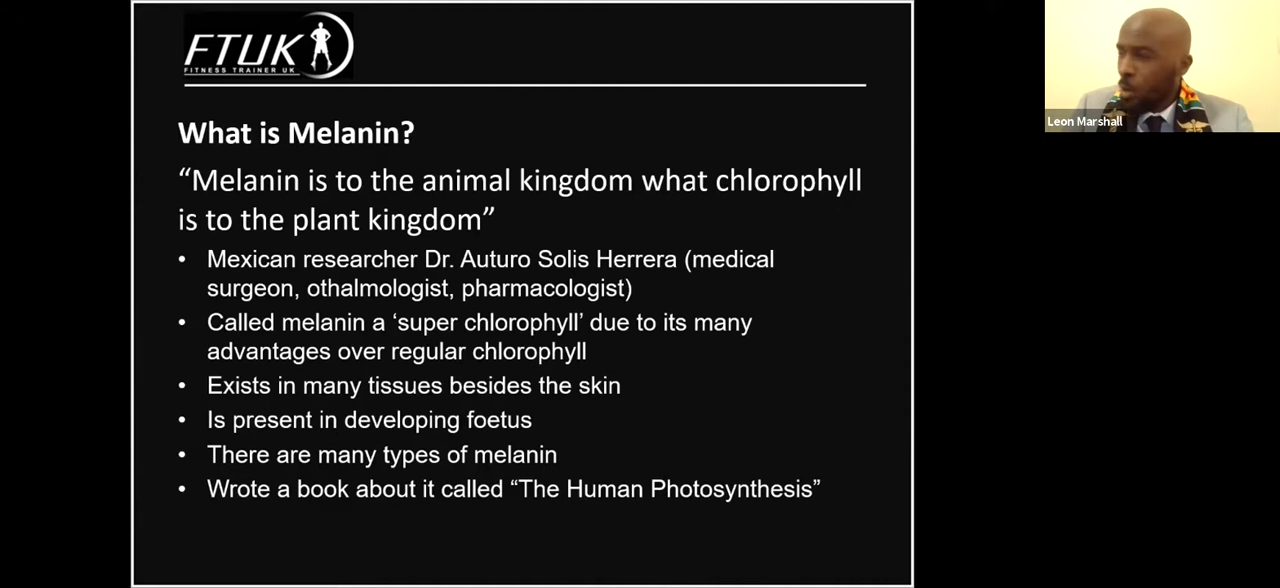 FTUK
FITNESS TRAINER UK
What is Melanin?
“Melanin is to the animal kingdom what chlorophyll
is to the plant kingdom”
• Mexican researcher Dr. Auturo Solis Herrera (medical
surgeon, othalmologist, pharmacologist)
• Called melanin a ‘super chlorophyll’ due to its many
advantages over regular chlorophyll
• Exists in many tissues besides the skin
• Is present in developing foetus
• There are many types of melanin
• Wrote a book about it called “The Human Photosynthesis”
Leon Marshall